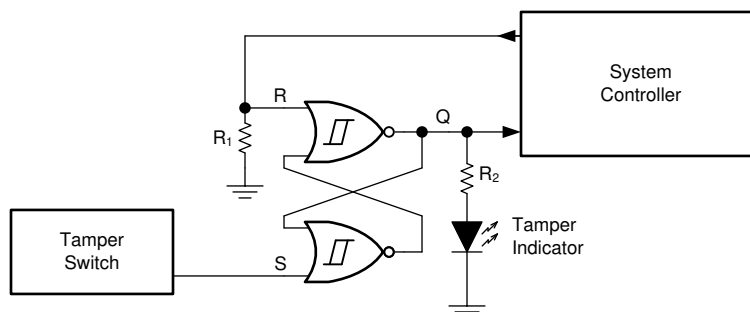 System
Controller
R
Q
R₁
R₂
Tamper
Indicator
Tamper
Switch
S